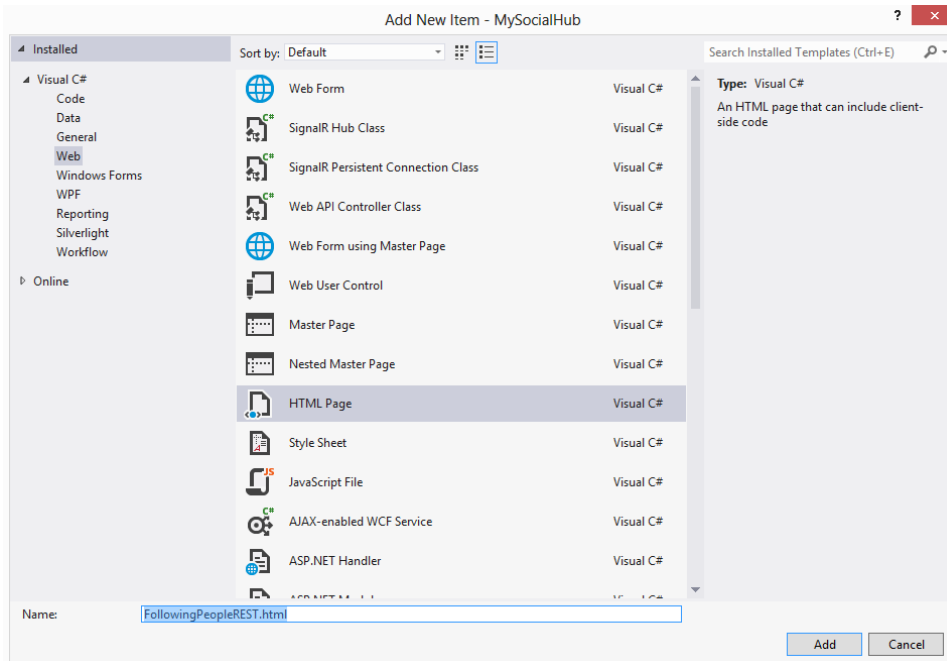 Add New Item - MySocialHub
?
Installed
Sort by: Default
Search Installed Templates (Ctrl+E)
Visual C#
Code
Data
General
Web
Windows Forms
WPF
Reporting
Silverlight
Workflow
Online
Web Form Visual C#
C# SignalR Hub Class Visual C#
C# SignalR Persistent Connection Class Visual C#
C# Web API Controller Class Visual C#
Web Form using Master Page Visual C#
Web User Control Visual C#
Master Page Visual C#
Nested Master Page Visual C#
HTML Page Visual C#
Style Sheet Visual C#
JS JavaScript File Visual C#
C# AJAX-enabled WCF Service Visual C#
ASP.NET Handler Visual C#
Type: Visual C#
An HTML page that can include client-
side code
Name: FollowingPeopleREST.html
Add Cancel